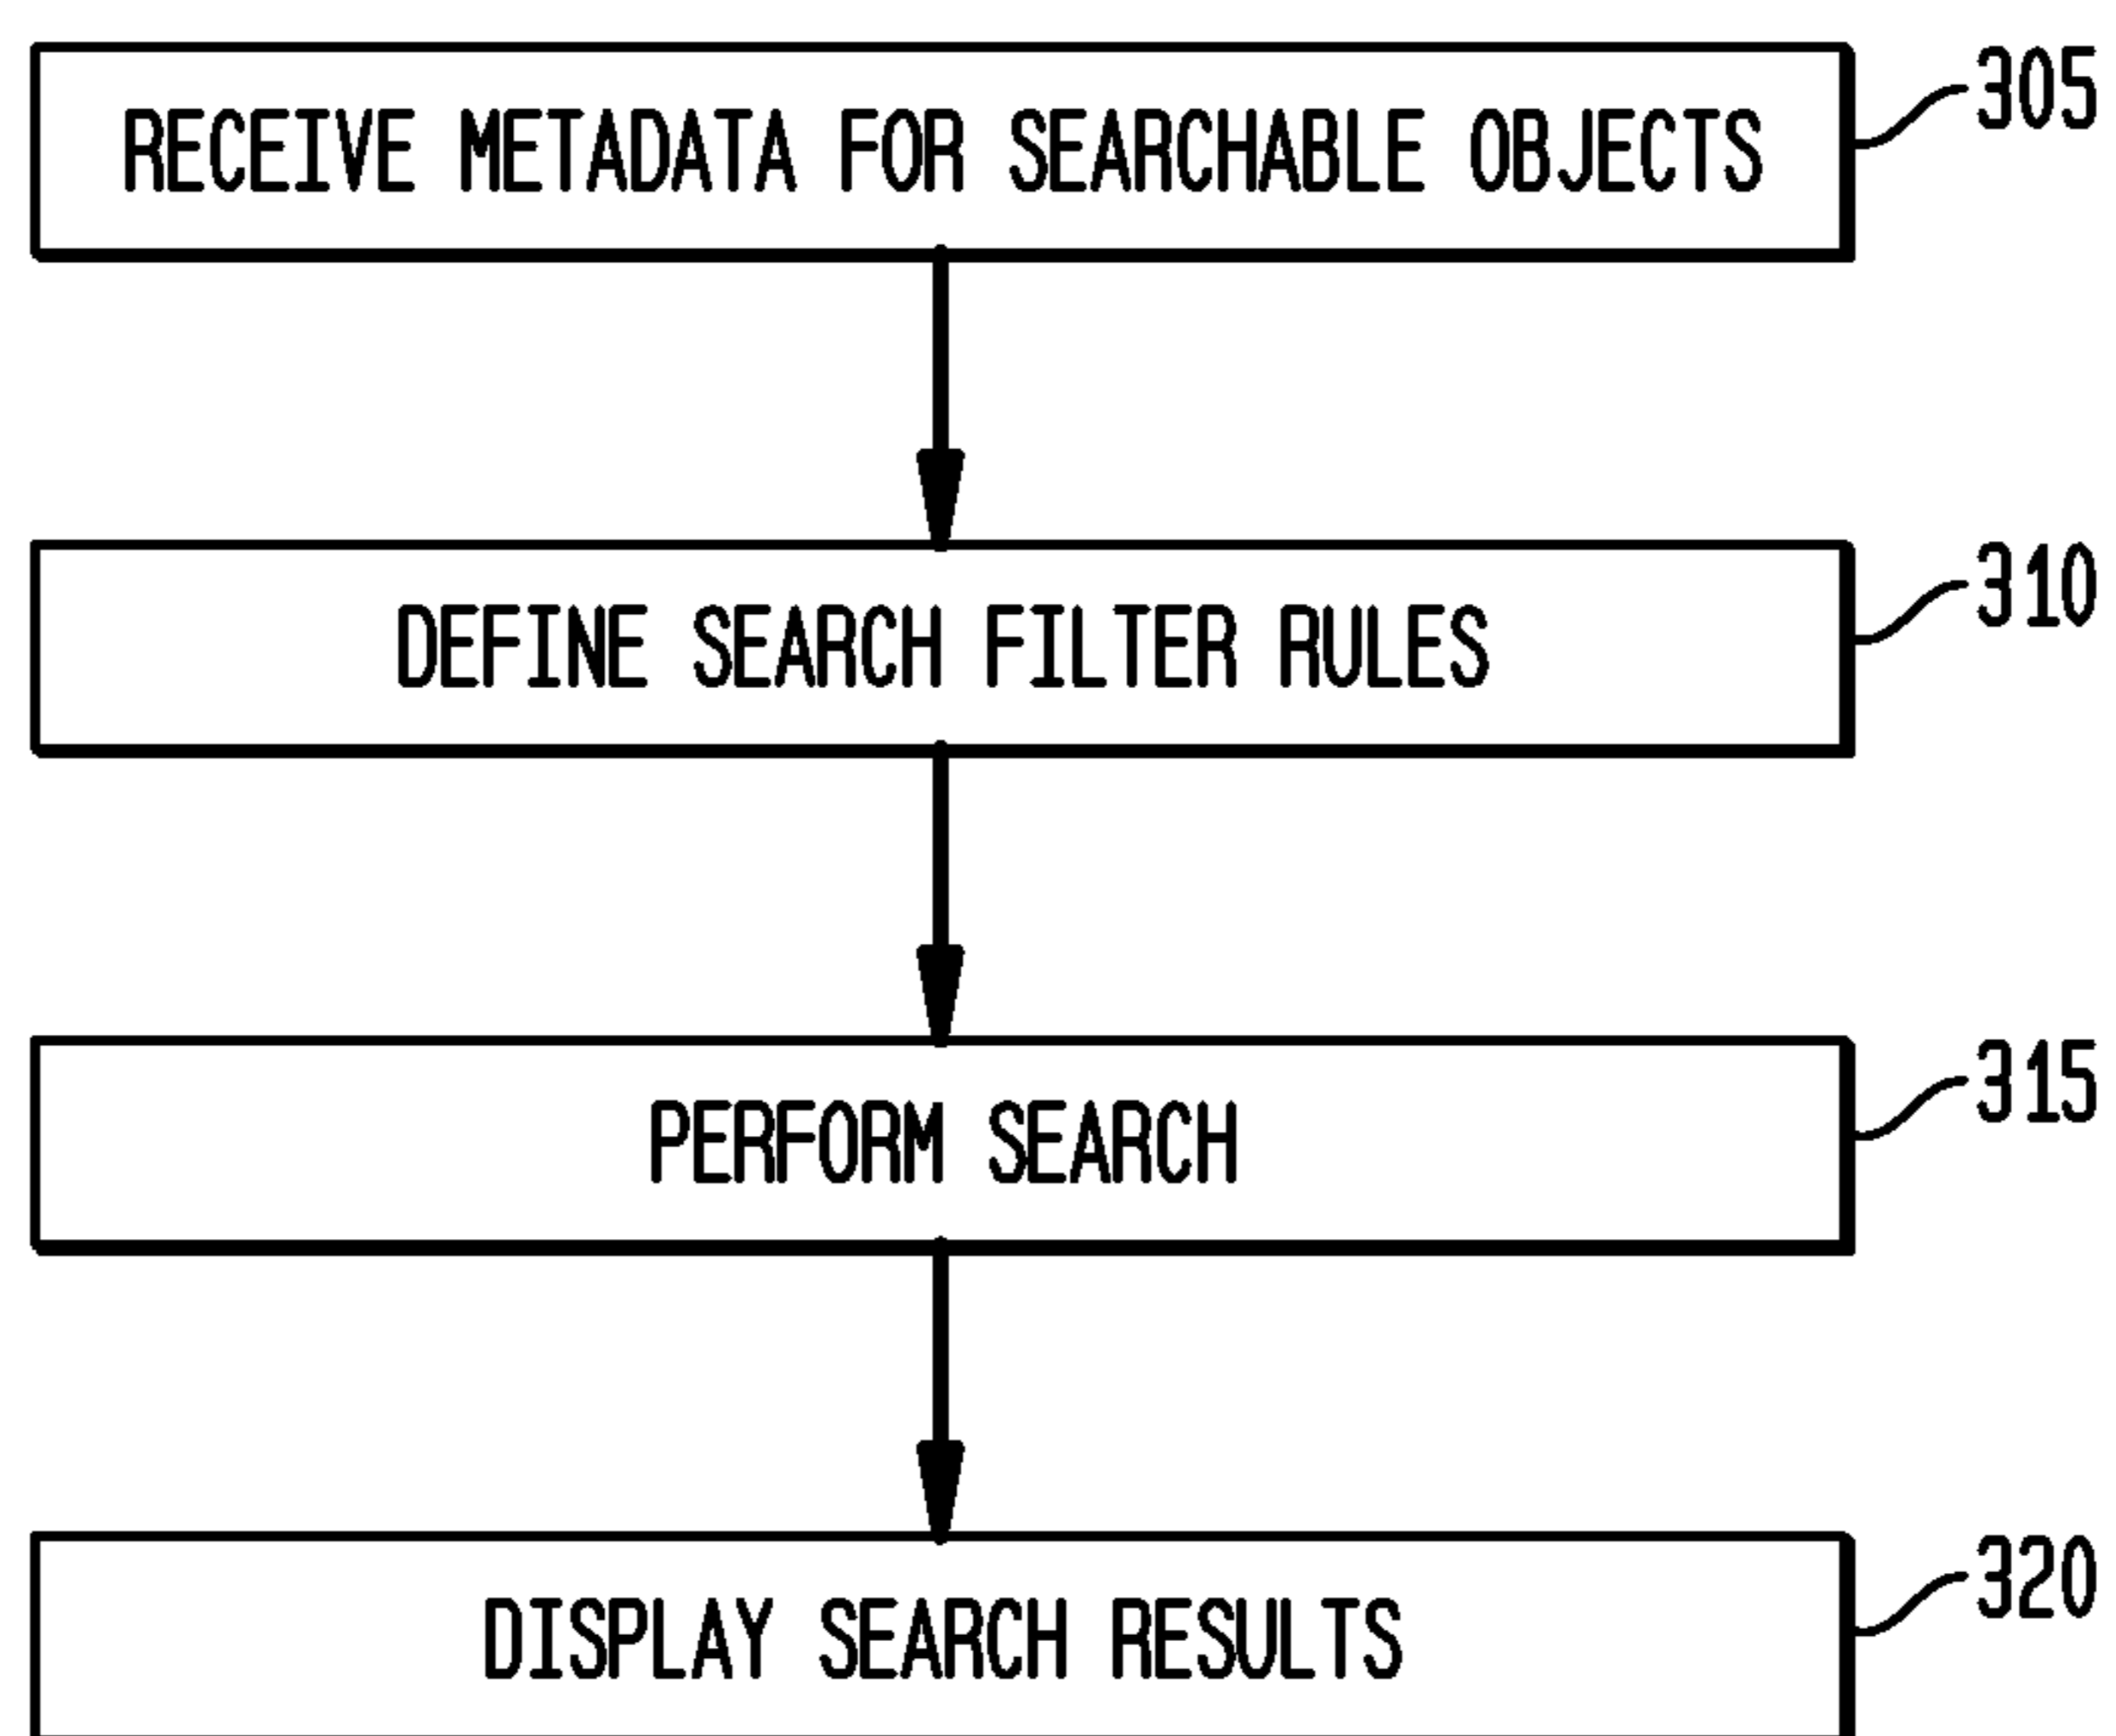 RECEIVE METADATA FOR SEARCHABLE OBJECTS
305
DEFINE SEARCH FILTER RULES
310
PERFORM SEARCH
315
DISPLAY SEARCH RESULTS
320